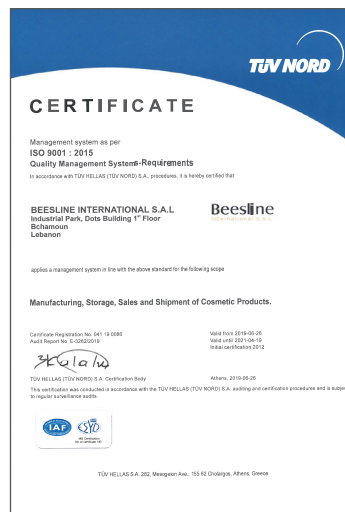 TÜV NORD
CERTIFICATE
Management system as per
ISO 9001 : 2015
Quality Management Systems-Requirements
In accordance with TÜV HELLAS (TÜV NORD) S.A., procedures, it is hereby certified that
BEESLINE INTERNATIONAL S.A.L
Industrial Park, Dots Building 1st Floor
Bchamoun
Lebanon
Beesline
International S.A.L
applies a management system in line with the above standard for the following scope
Manufacturing, Storage, Sales and Shipment of Cosmetic Products.
Certificate Registration No. 041 19 0086
Audit Report No. E-3262/2019
Valid from 2019-06-26
Valid until 2021-04-19
Initial certification 2012
TÜV HELLAS (TÜV NORD) S.A. Certification Body
Athens, 2019-06-26
This certification was conducted in accordance with the TÜV HELLAS (TÜV NORD) S.A. auditing and certification procedures and is subje
to regular surveillance audits.
IAF
TÜV HELLAS S.A. 282, Mesogeion Ave., 155 62 Cholargos, Athens, Greece